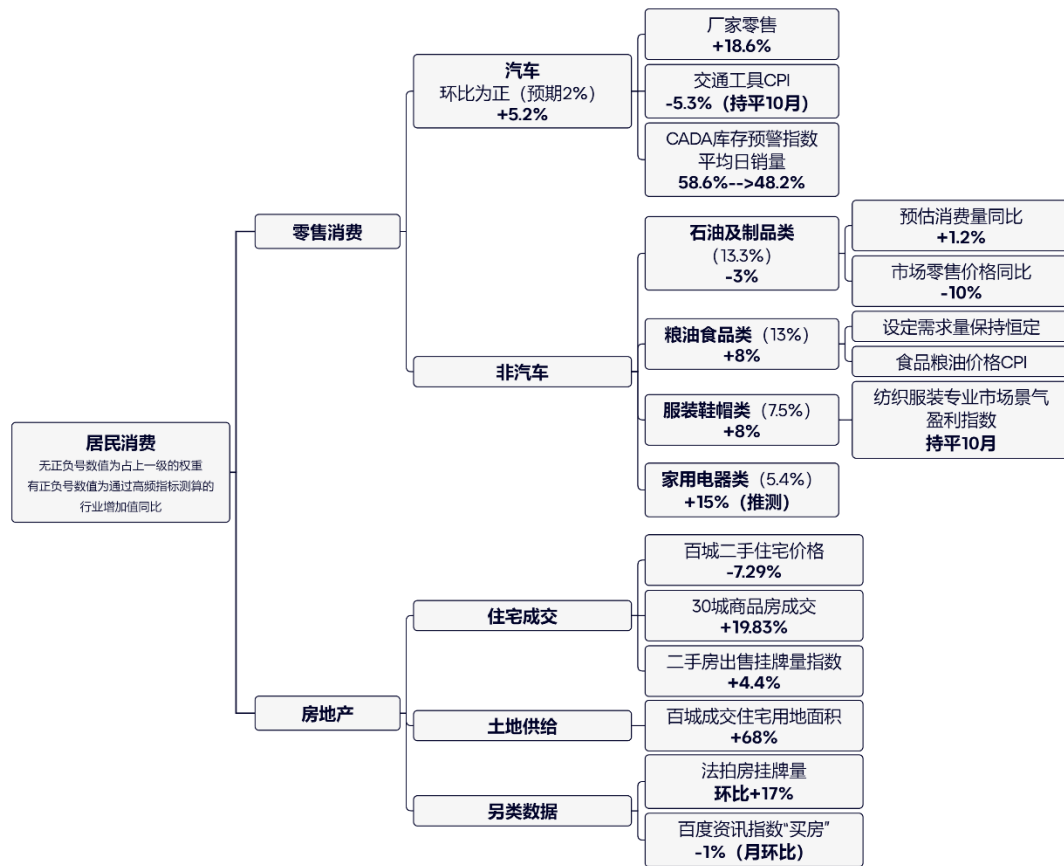 居民消费
无正负号数值为占上一级的权重
有正负号数值为通过高频指标测算的
行业增加值同比
零售消费
汽车
环比为正（预期2%）
+5.2%
厂家零售
+18.6%
交通工具CPI
-5.3%（持平10月）
CADA库存预警指数
平均日销量
58.6%-->48.2%
非汽车
石油及制品类
（13.3%）
-3%
预估消费量同比
+1.2%
市场零售价格同比
-10%
粮油食品类（13%）
+8%
设定需求量保持恒定
食品粮油价格CPI
服装鞋帽类（7.5%）
+8%
纺织服装专业市场景气
盈利指数
持平10月
家用电器类（5.4%）
+15%（推测）
房地产
住宅成交
百城二手住宅价格
-7.29%
30城商品房成交
+19.83%
二手房出售挂牌量指数
+4.4%
土地供给
百城成交住宅用地面积
+68%
另类数据
法拍房挂牌量
环比+17%
百度资讯指数“买房”
-1%（月环比）